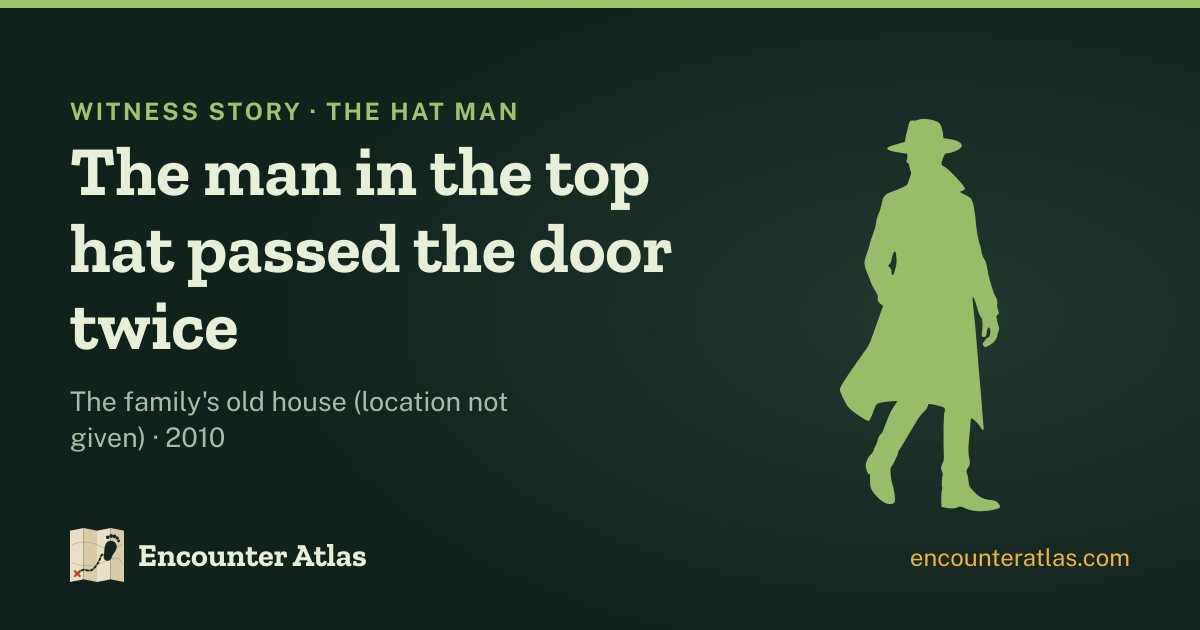 WITNESS STORY · THE HAT MAN
The man in the top
hat passed the door
twice
The family's old house (location not
given) · 2010
Encounter Atlas
encounteratlas.com